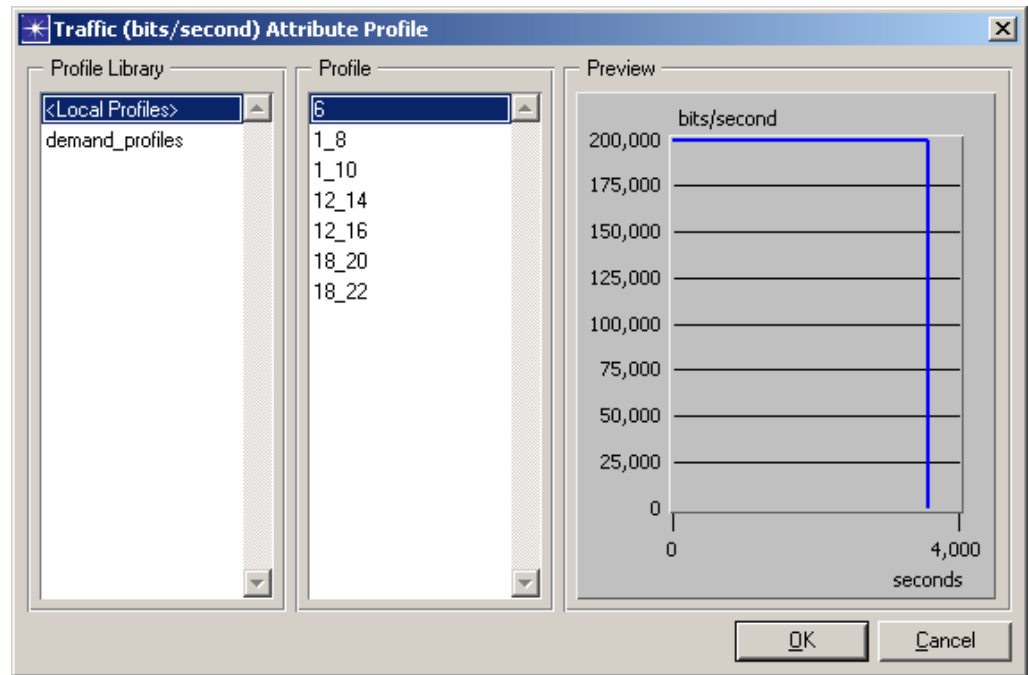 Traffic (bits/second) Attribute Profile
Profile Library
<Local Profiles>
demand_profiles
Profile
6
1_8
1_10
12_14
12_16
18_20
18_22
Preview
bits/second
200,000
175,000
150,000
125,000
100,000
75,000
50,000
25,000
0
0 4,000
seconds
OK Cancel